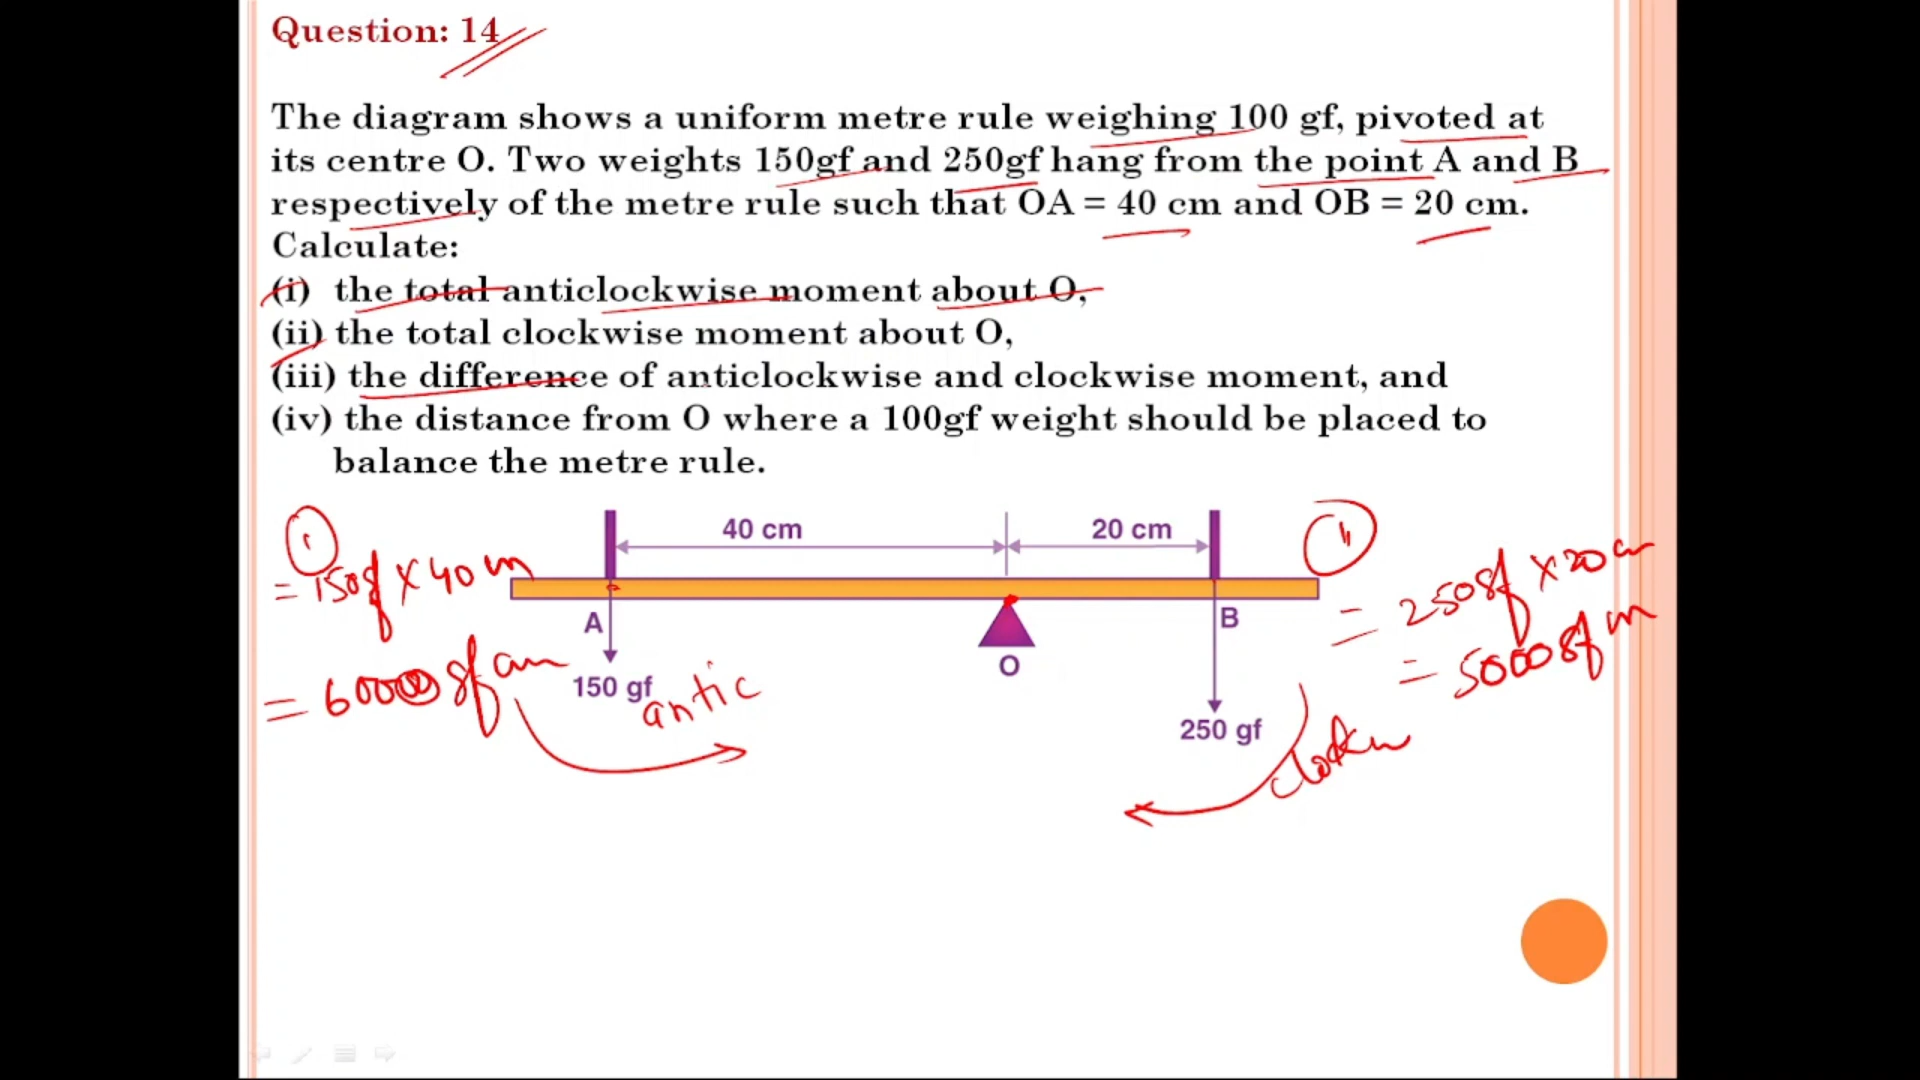 Question: 14
The diagram shows a uniform metre rule weighing 100 gf, pivoted at
its centre O. Two weights 150gf and 250gf hang from the point A and B
respectively of the metre rule such that OA = 40 cm and OB = 20 cm.
Calculate:
(i) the total anticlockwise moment about O,
(ii) the total clockwise moment about O,
(iii) the difference of anticlockwise and clockwise moment, and
(iv) the distance from O where a 100gf weight should be placed to
balance the metre rule.
40 cm
20 cm
= 150gf × 40 cm
= 250gf × 20 cm
A
B
O
= 6000 gf cm
150 gf
antic
= 5000 gf cm
250 gf